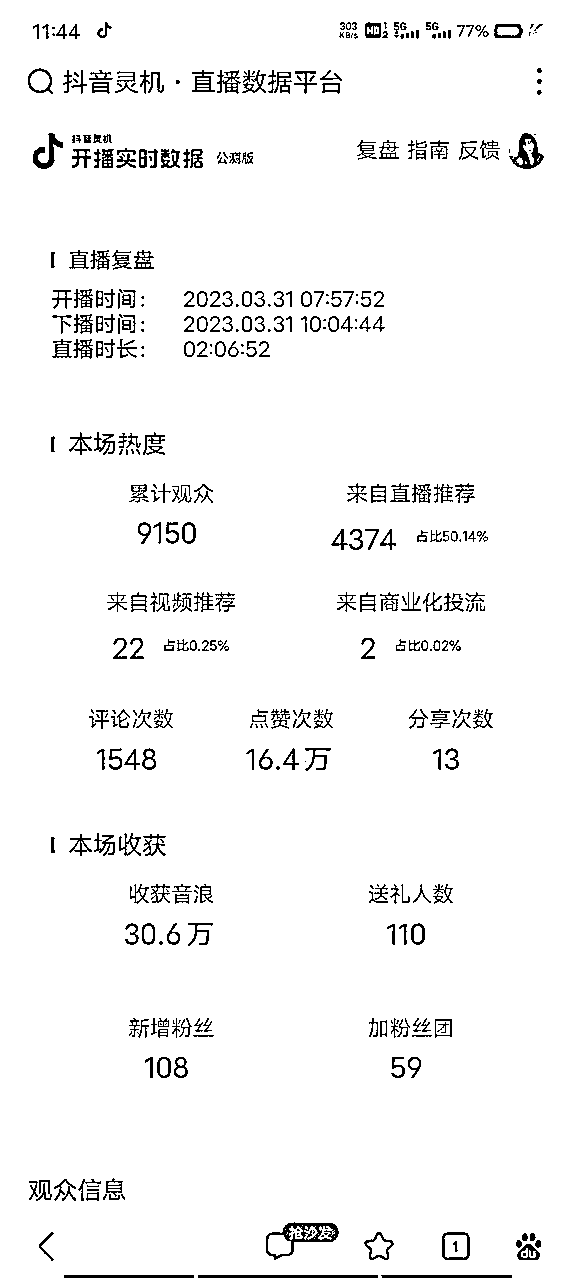 11:44
303 KB/s HD 1 2 5G 5G 77%
抖音灵机·直播数据平台
抖音灵机
开播实时数据 公测版 复盘 指南 反馈
直播复盘
开播时间： 2023.03.31 07:57:52
下播时间： 2023.03.31 10:04:44
直播时长： 02:06:52
本场热度
累计观众 来自直播推荐
9150 4374 占比50.14%
来自视频推荐 来自商业化投流
22 占比0.25% 2 占比0.02%
评论次数 点赞次数 分享次数
1548 16.4万 13
本场收获
收获音浪 送礼人数
30.6万 110
新增粉丝 加粉丝团
108 59
观众信息
抢沙发
1 du